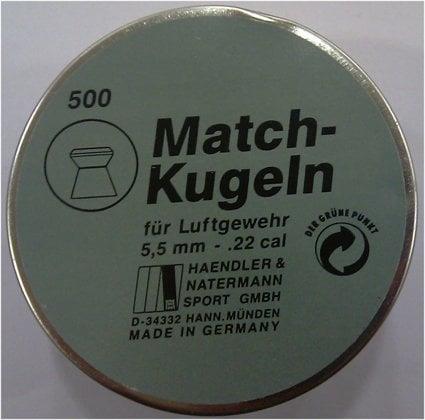 500
Match-
Kugeln
für Luftgewehr
5,5 mm - .22 cal
DER GRÜNE PUNKT
HAENDLER &
NATERMANN
SPORT GMBH
D-34332 HANN.MÜNDEN
MADE IN GERMANY